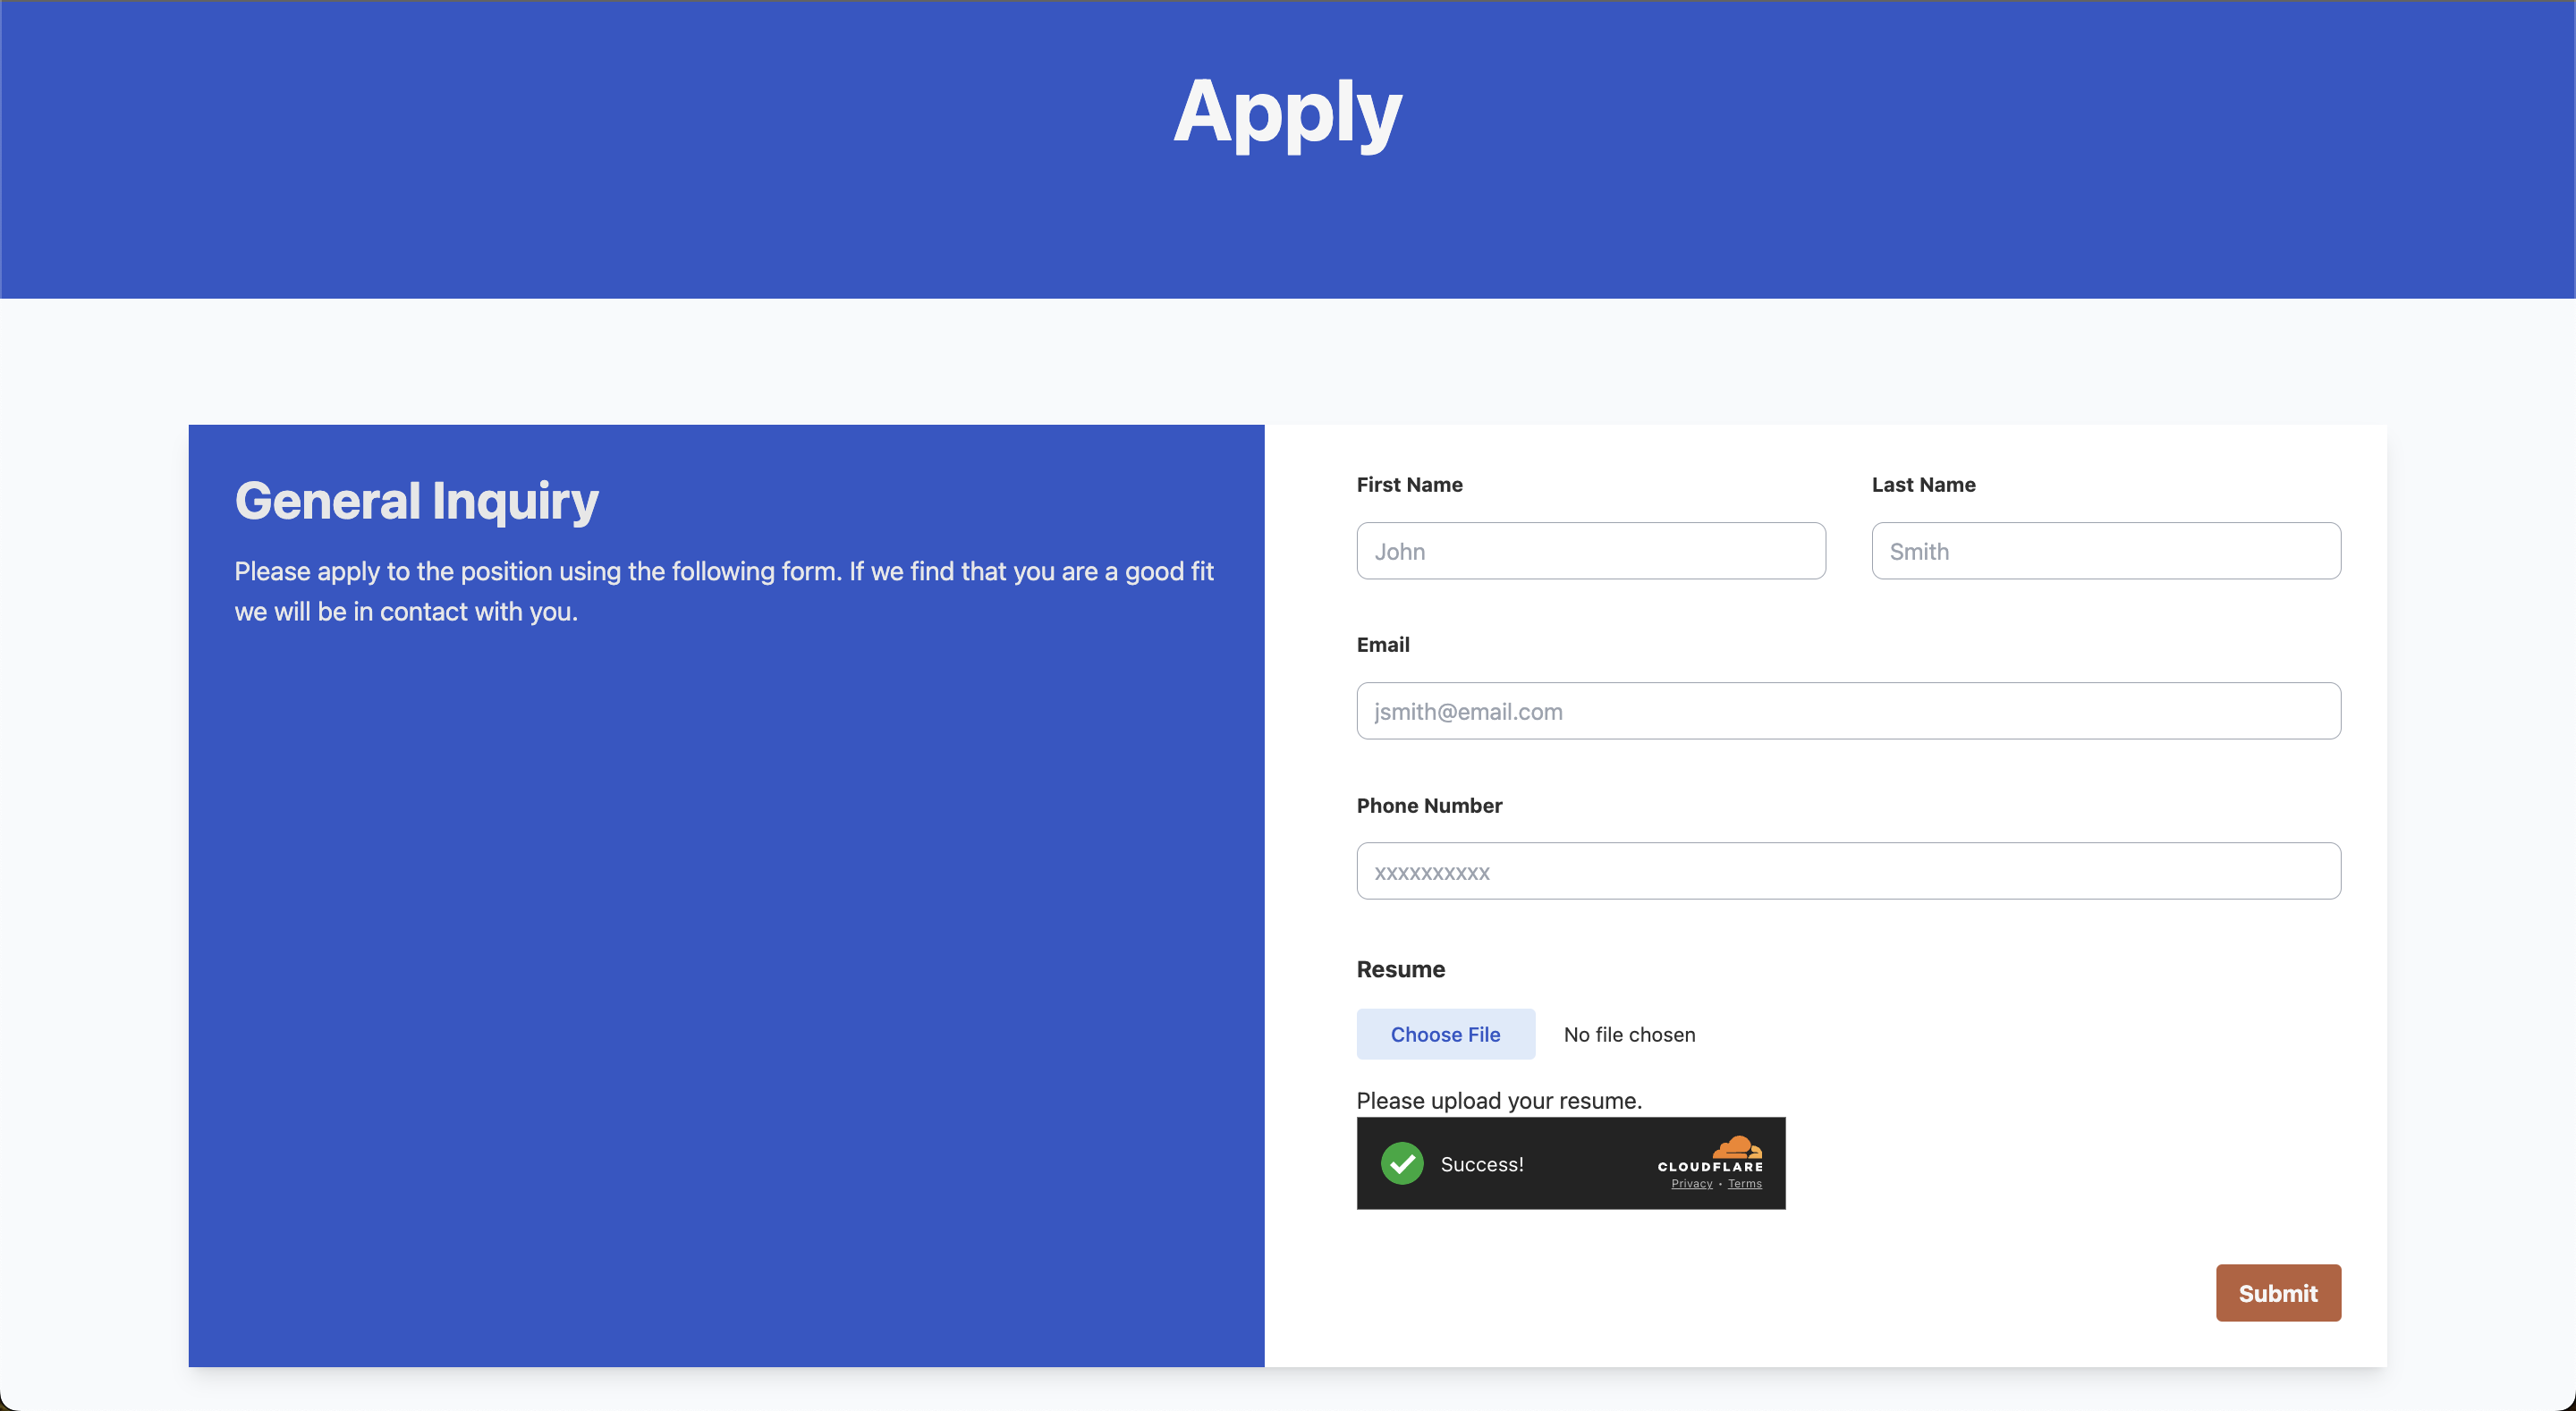 Apply
General Inquiry
Please apply to the position using the following form. If we find that you are a good fit
we will be in contact with you.
First Name
Last Name
John
Smith
Email
jsmith@email.com
Phone Number
xxxxxxxxxx
Resume
Choose File
No file chosen
Please upload your resume.
Success!
CLOUDFLARE
Privacy • Terms
Submit